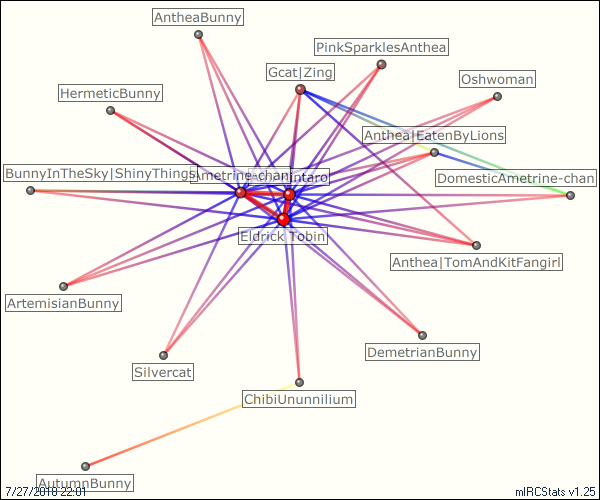 AntheaBunny
PinkSparklesAnthea
Gcat|Zing
Oshwoman
HermeticBunny
Anthea|EatenByLions
BunnyInTheSky|ShinyThings
Ametrine-chan
DomesticAmetrine-chan
Eldrick Tobin
Anthea|TomAndKitFangirl
ArtemisianBunny
DemetrianBunny
Silvercat
ChibiUnunnilium
AutumnBunny
7/27/2010 22:01
mIRCStats v1.25